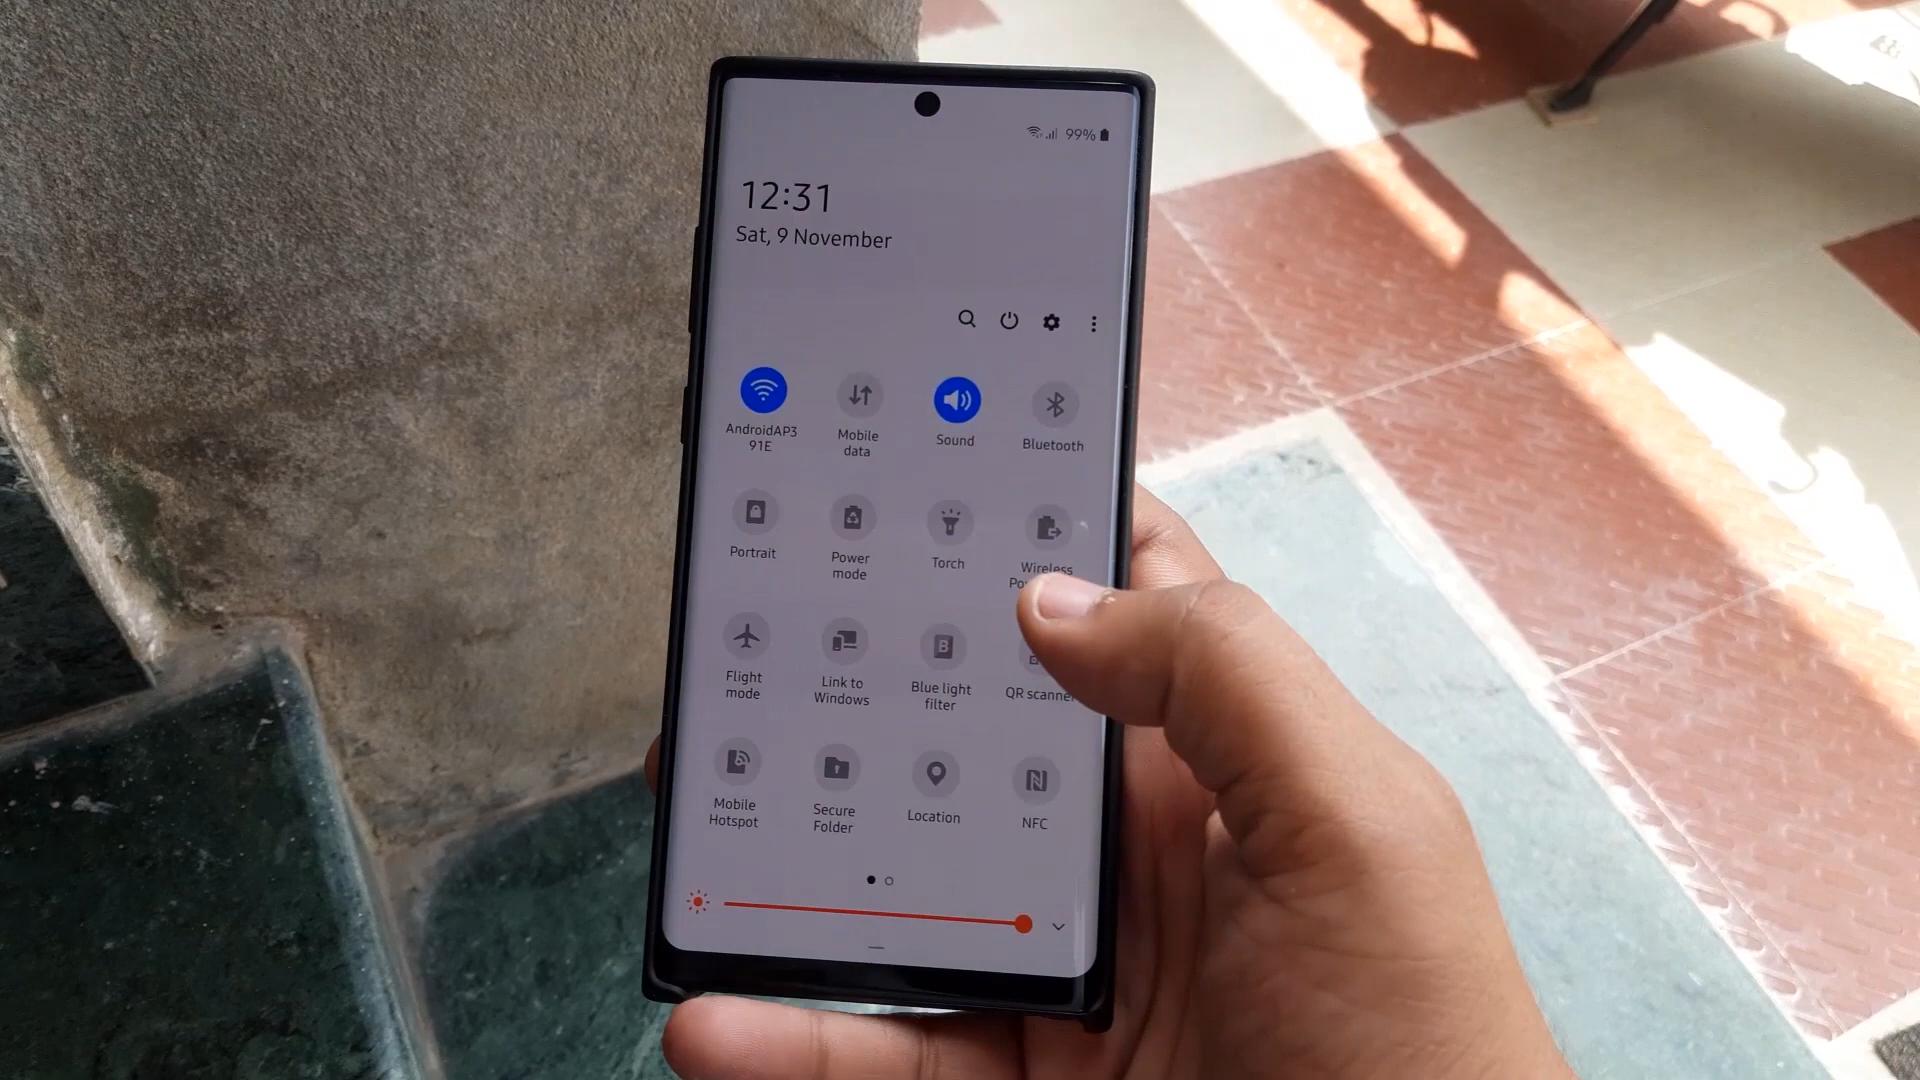 99%
12:31
Sat, 9 November
AndroidAP3
91E
Mobile
data
Sound
Bluetooth
Portrait
Power
mode
Torch
Wireless
Flight
mode
Link to
Windows
B
Blue light
filter
QR scanner
Mobile
Hotspot
Secure
Folder
Location
NFC